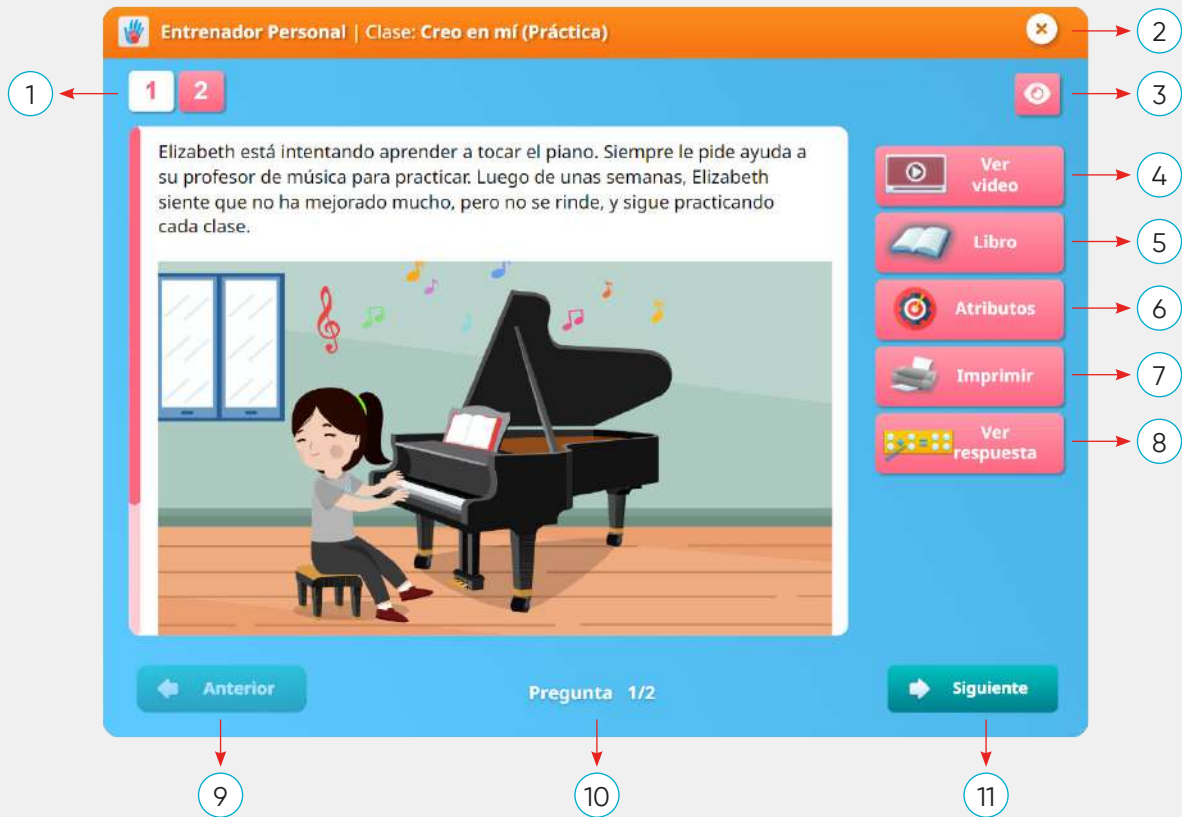 Entrenador Personal | Clase: Creo en mí (Práctica)
2
1
1 2
3
Elizabeth está intentando aprender a tocar el piano. Siempre le pide ayuda a
su profesor de música para practicar. Luego de unas semanas, Elizabeth
siente que no ha mejorado mucho, pero no se rinde, y sigue practicando
cada clase.
Ver
video
4
Libro
5
Atributos
6
Imprimir
7
Ver
respuesta
8
Anterior
Pregunta 1/2
Siguiente
9
10
11